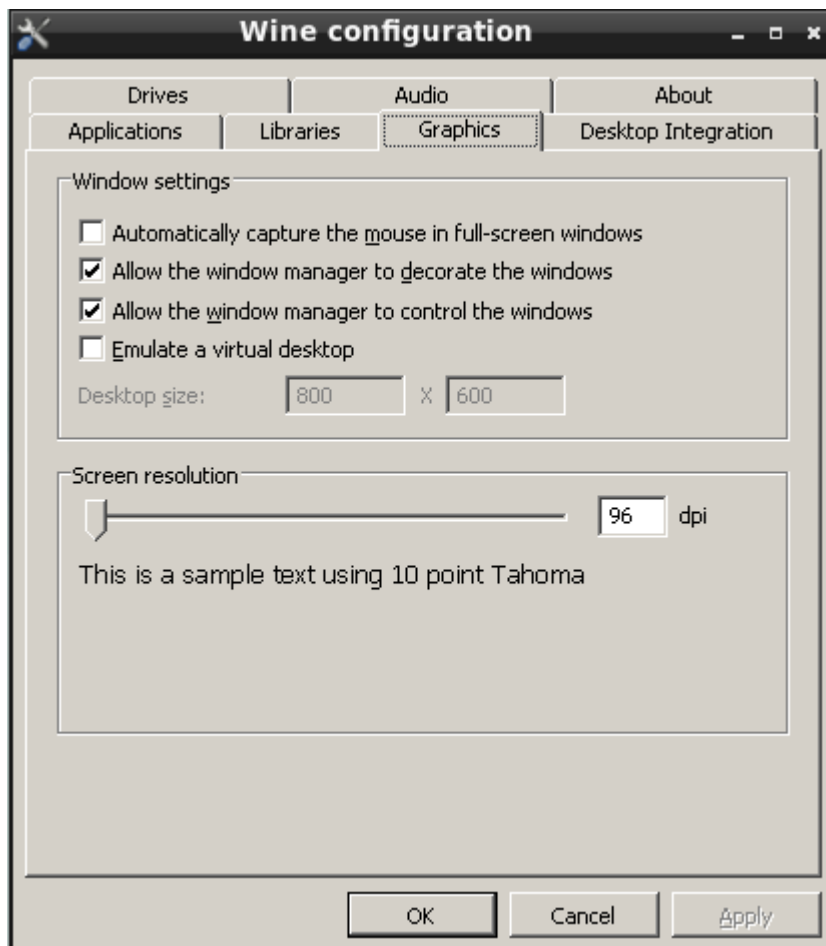 Wine configuration
Drives Audio About
Applications Libraries Graphics Desktop Integration
Window settings
Automatically capture the mouse in full-screen windows
Allow the window manager to decorate the windows
Allow the window manager to control the windows
Emulate a virtual desktop
Desktop size: 800 X 600
Screen resolution
96 dpi
This is a sample text using 10 point Tahoma
OK Cancel Apply